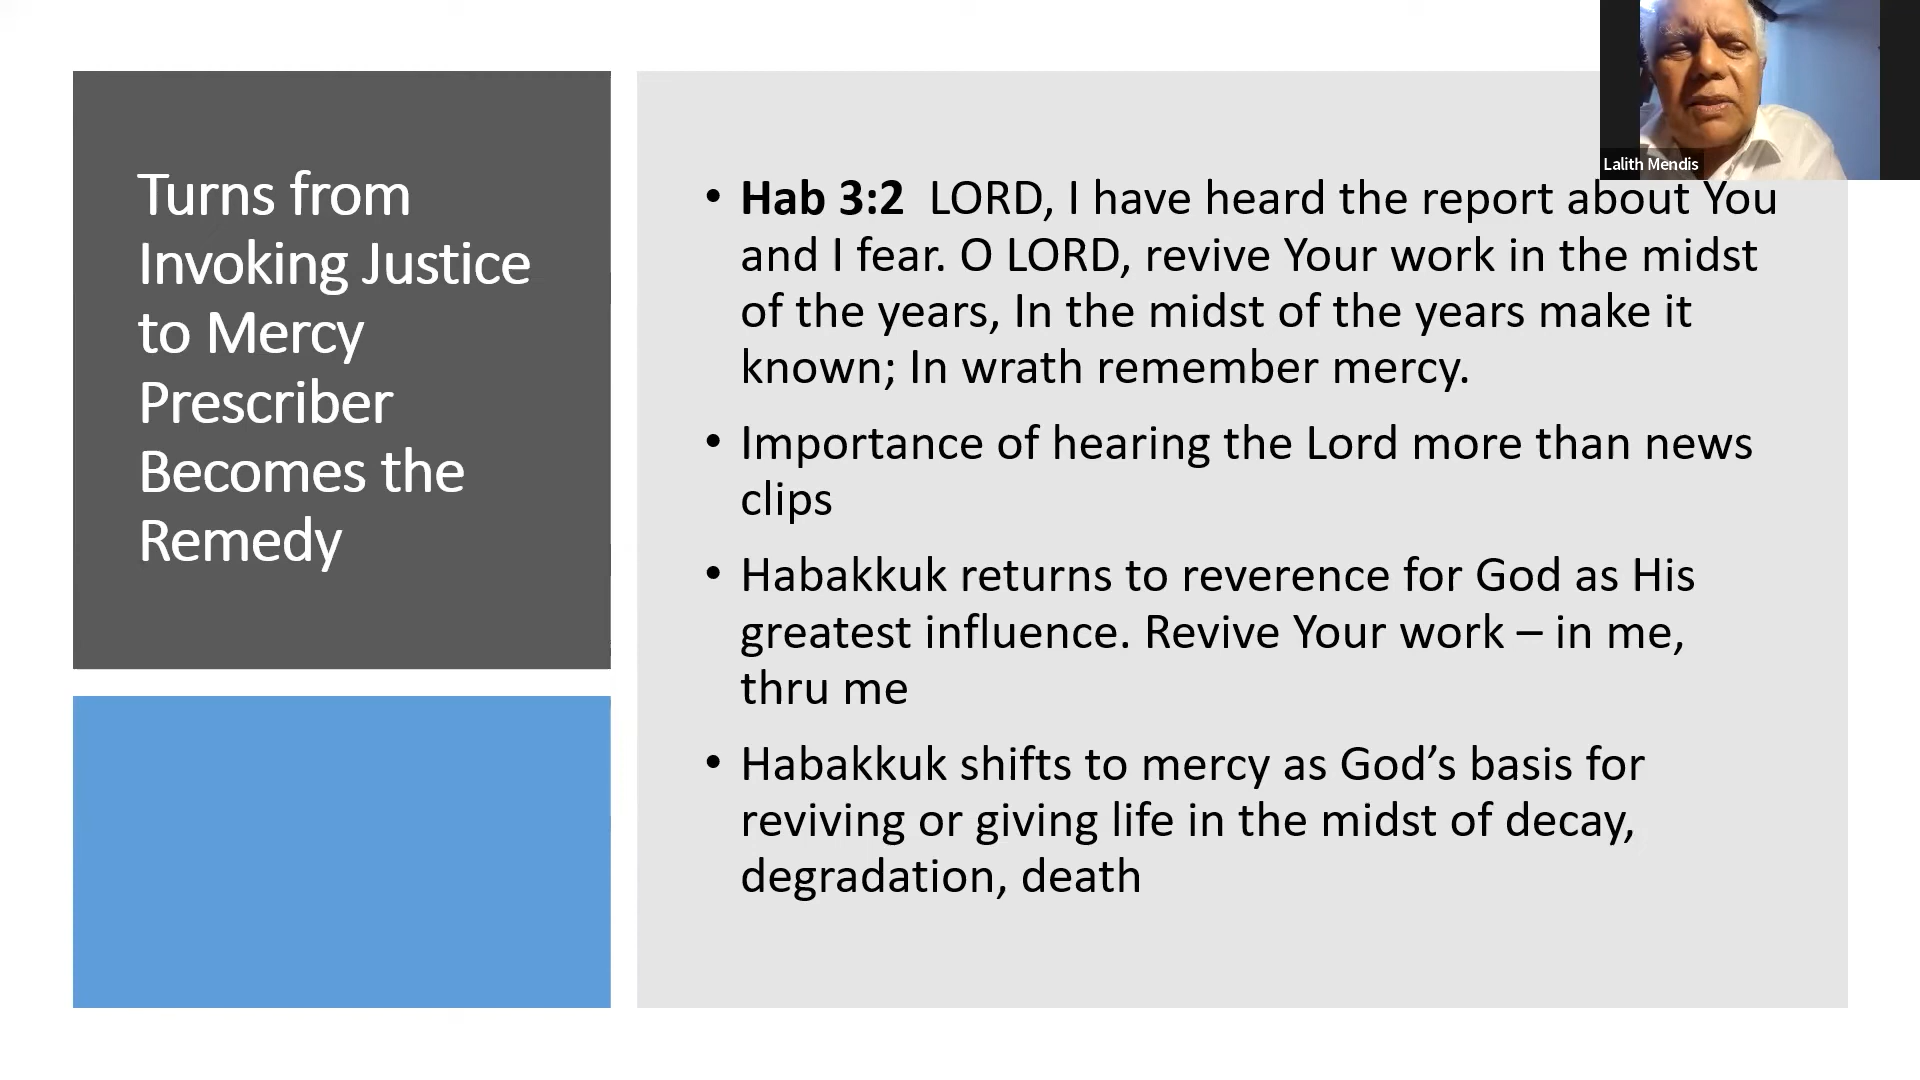 Turns from
Invoking Justice
to Mercy
Prescriber
Becomes the
Remedy
Lalith Mendis
• Hab 3:2 LORD, I have heard the report about You
and I fear. O LORD, revive Your work in the midst
of the years, In the midst of the years make it
known; In wrath remember mercy.
• Importance of hearing the Lord more than news
clips
• Habakkuk returns to reverence for God as His
greatest influence. Revive Your work – in me,
thru me
• Habakkuk shifts to mercy as God’s basis for
reviving or giving life in the midst of decay,
degradation, death